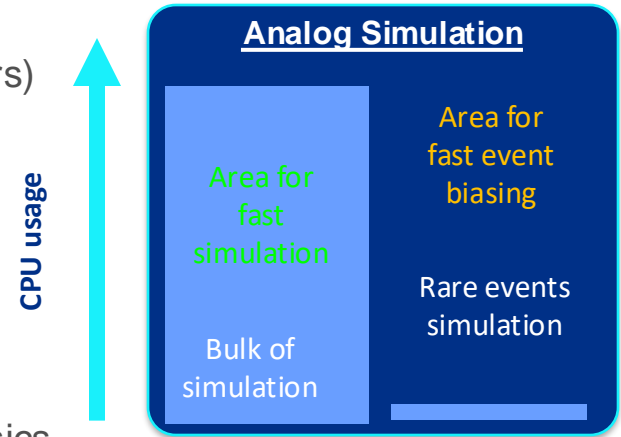 Analog Simulation
rs)
CPU usage
Area for
fast
simulation
Bulk of
simulation
Area for
fast event
biasing
Rare events
simulation